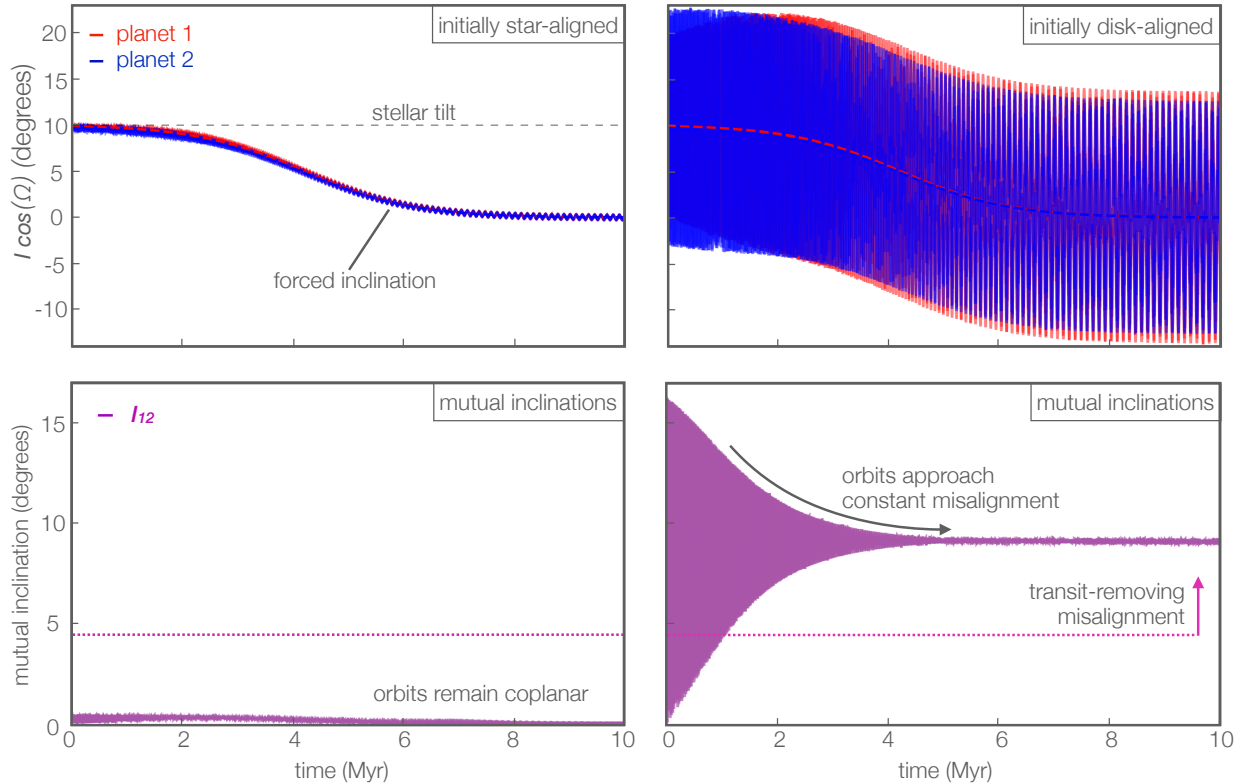 planet 1
planet 2
initially star-aligned
stellar tilt
forced inclination
I cos(Ω) (degrees)
20
15
10
5
0
-5
-10
initially disk-aligned
I12
mutual inclinations
orbits remain coplanar
mutual inclination (degrees)
15
10
5
0
0
2
4
6
8
10
time (Myr)
mutual inclinations
orbits approach
constant misalignment
transit-removing
misalignment
0
2
4
6
8
10
time (Myr)